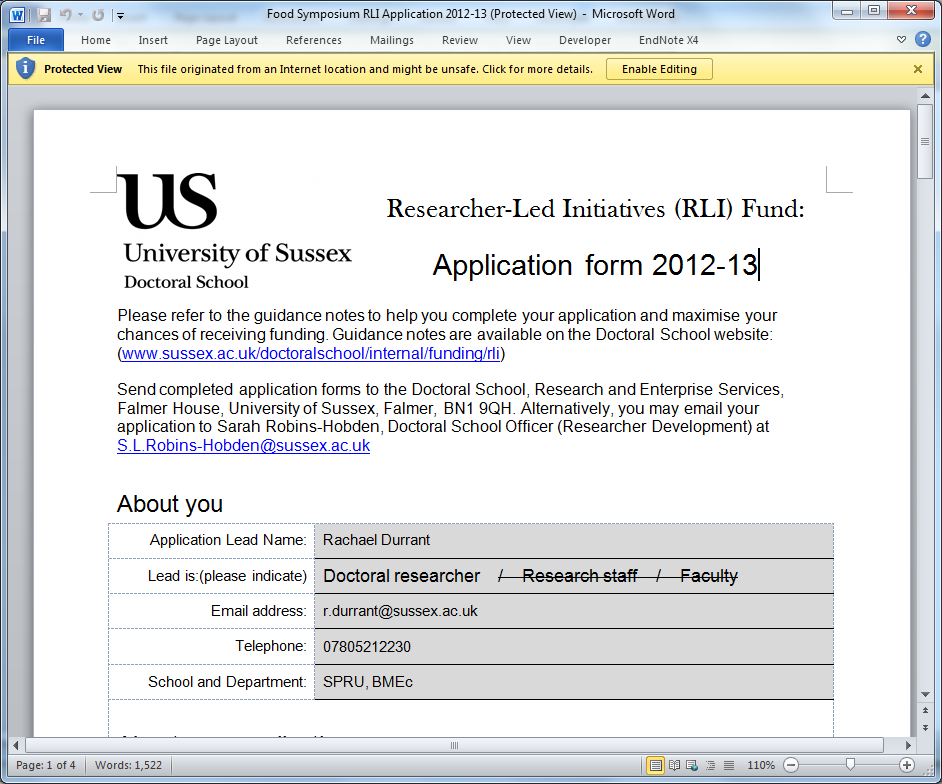 Food Symposium RLI Application 2012-13 (Protected View) - Microsoft Word
File Home Insert Page Layout References Mailings Review View Developer EndNote X4
Protected View This file originated from an Internet location and might be unsafe. Click for more details. Enable Editing
US
University of Sussex
Doctoral School
Researcher-Led Initiatives (RLI) Fund:
Application form 2012-13
Please refer to the guidance notes to help you complete your application and maximise your
chances of receiving funding. Guidance notes are available on the Doctoral School website:
(www.sussex.ac.uk/doctoralschool/internal/funding/rli)
Send completed application forms to the Doctoral School, Research and Enterprise Services,
Falmer House, University of Sussex, Falmer, BN1 9QH. Alternatively, you may email your
application to Sarah Robins-Hobden, Doctoral School Officer (Researcher Development) at
S.L.Robins-Hobden@sussex.ac.uk
About you
Application Lead Name: Rachael Durrant
Lead is:(please indicate) Doctoral researcher / Research staff / Faculty
Email address: r.durrant@sussex.ac.uk
Telephone: 07805212230
School and Department: SPRU, BMEc
Page: 1 of 4 Words: 1,522 110%